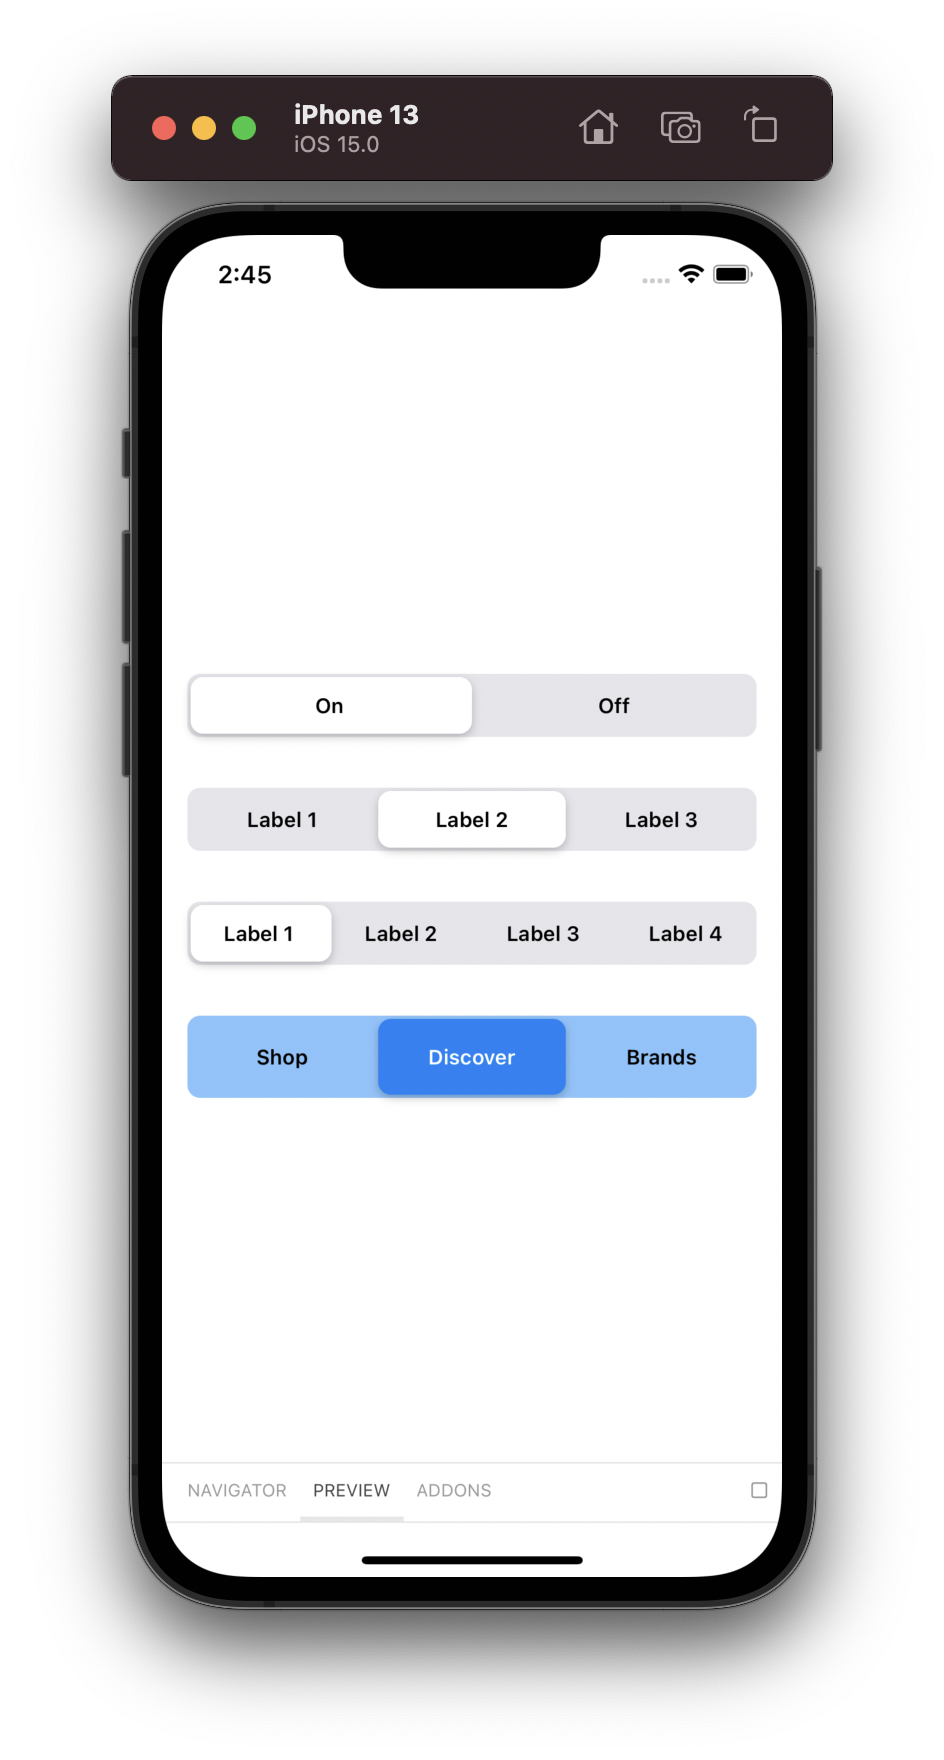 iPhone 13
iOS 15.0
2:45
On Off
Label 1 Label 2 Label 3
Label 1 Label 2 Label 3 Label 4
Shop Discover Brands
NAVIGATOR PREVIEW ADDONS